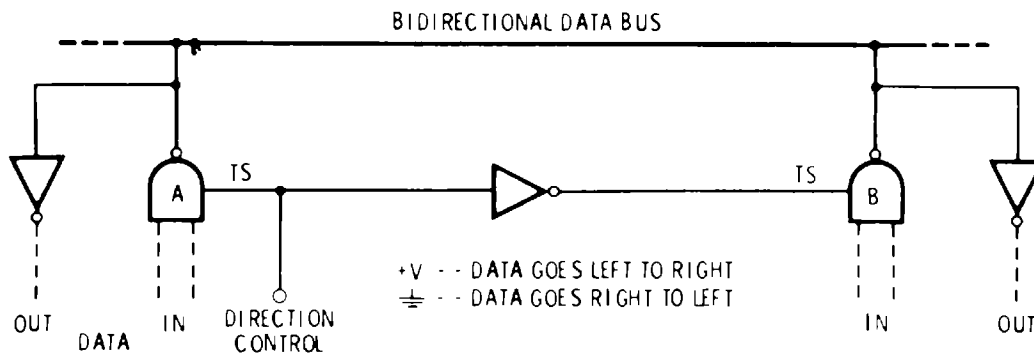 BIDIRECTIONAL DATA BUS
A
TS
TS
B
+V -- DATA GOES LEFT TO RIGHT
-- DATA GOES RIGHT TO LEFT
OUT
DATA
IN
DIRECTION
CONTROL
IN
OUT